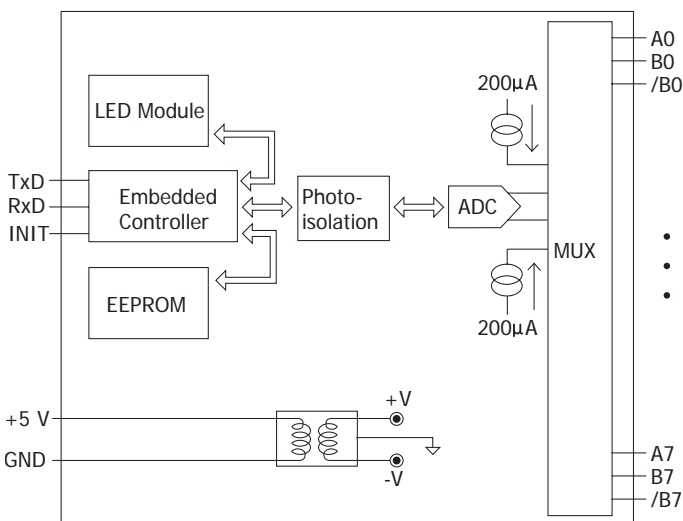 A0
B0
/B0
200µA
LED Module
TxD
RxD
INIT
Embedded
Controller
Photo-
isolation
ADC
MUX
EEPROM
200µA
+5 V
GND
+V
-V
A7
B7
/B7